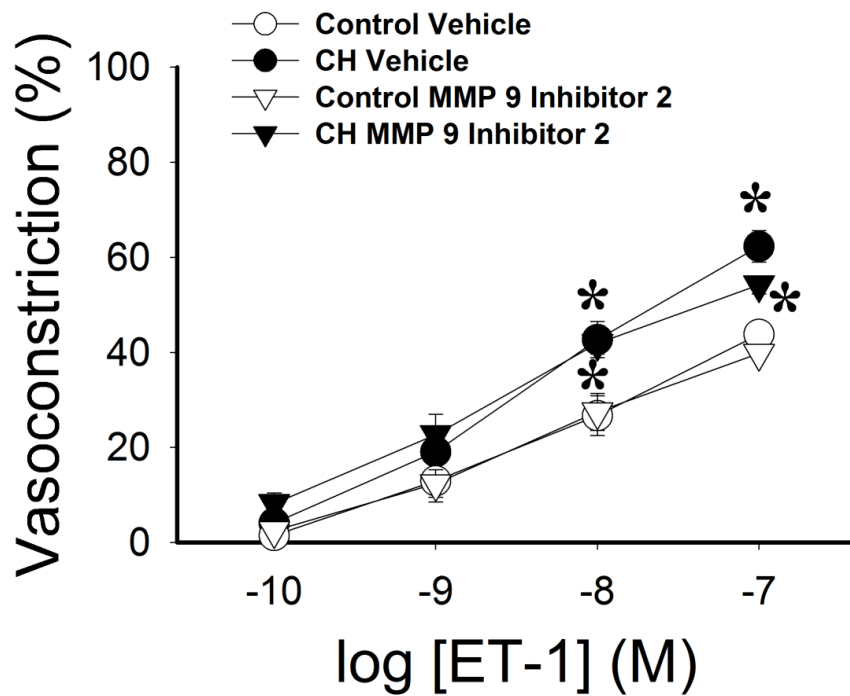 Control Vehicle
CH Vehicle
Control MMP 9 Inhibitor 2
CH MMP 9 Inhibitor 2
Vasoconstriction (%)
100
80
60
40
20
0
*
*
*
*
-10 -9 -8 -7
log [ET-1] (M)